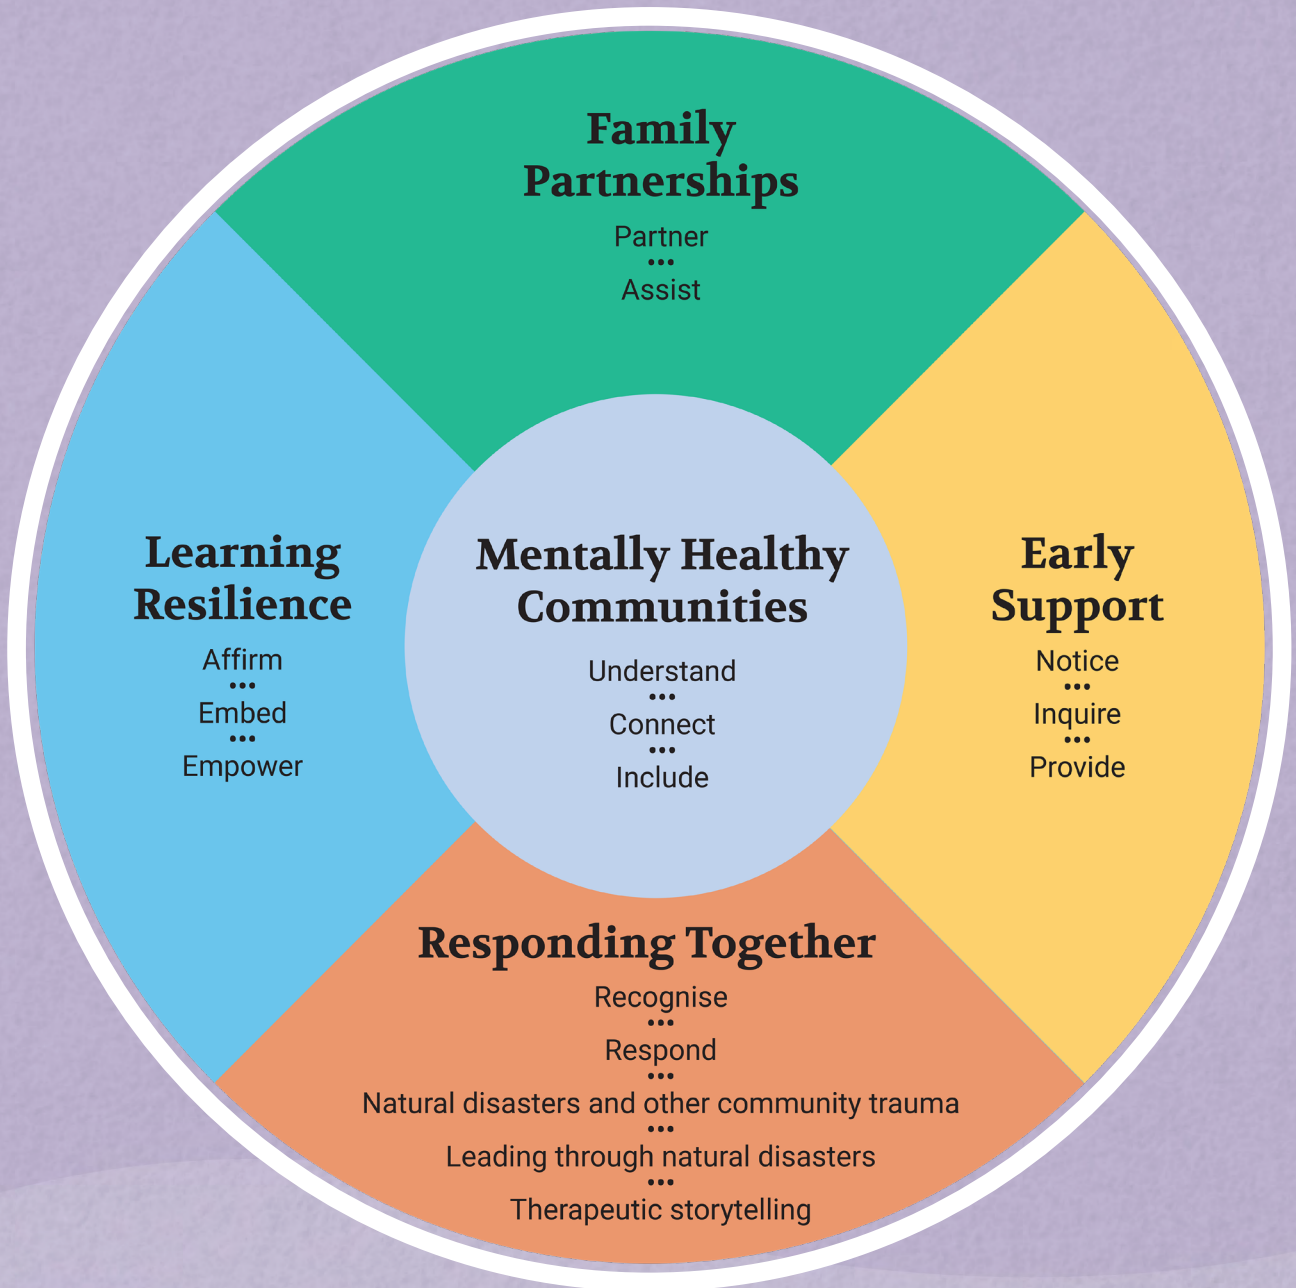 Family
Partnerships
Partner
•••
Assist
Learning
Resilience
Affirm
•••
Embed
•••
Empower
Mentally Healthy
Communities
Understand
•••
Connect
•••
Include
Early
Support
Notice
•••
Inquire
•••
Provide
Responding Together
Recognise
•••
Respond
•••
Natural disasters and other community trauma
•••
Leading through natural disasters
•••
Therapeutic storytelling